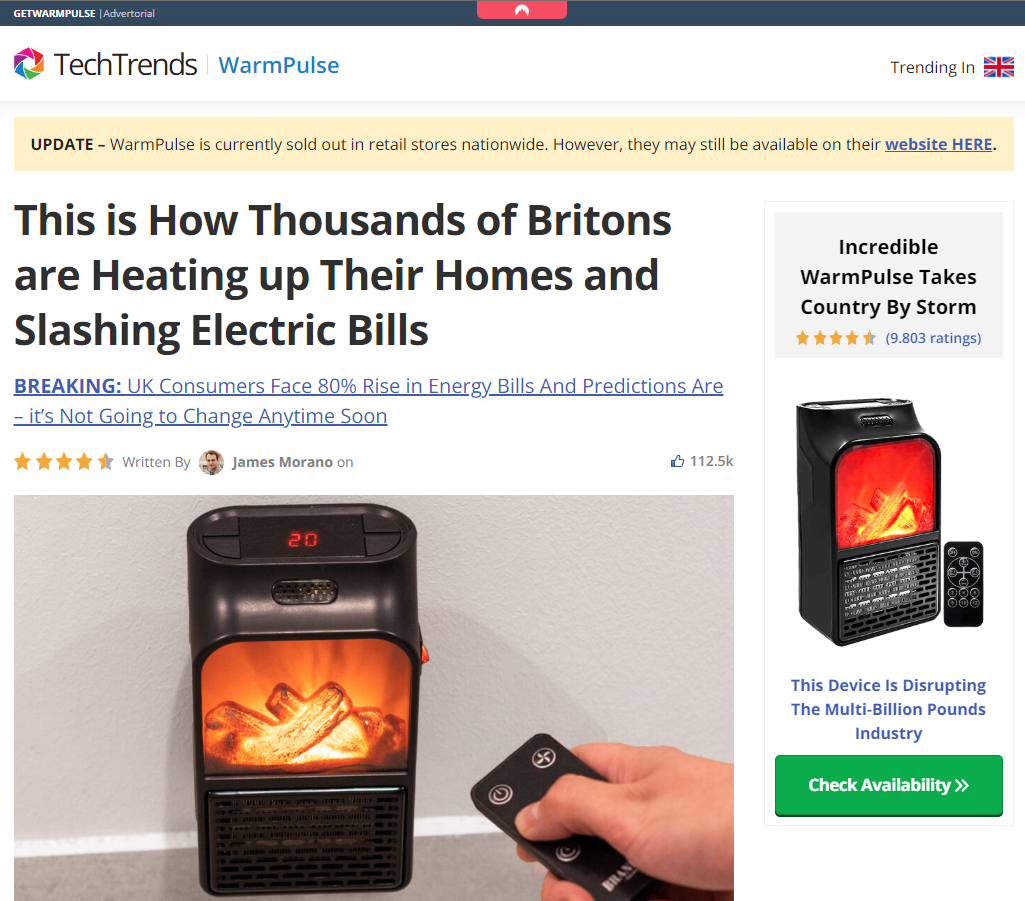 GETWARMPULSE | Advertorial
TechTrends
WarmPulse
Trending In
UPDATE – WarmPulse is currently sold out in retail stores nationwide. However, they may still be available on their website HERE.
This is How Thousands of Britons
are Heating up Their Homes and
Slashing Electric Bills
BREAKING: UK Consumers Face 80% Rise in Energy Bills And Predictions Are
– it's Not Going to Change Anytime Soon
Written By James Morano on
112.5k
20
Incredible
WarmPulse Takes
Country By Storm
(9.803 ratings)
This Device Is Disrupting
The Multi-Billion Pounds
Industry
Check Availability »